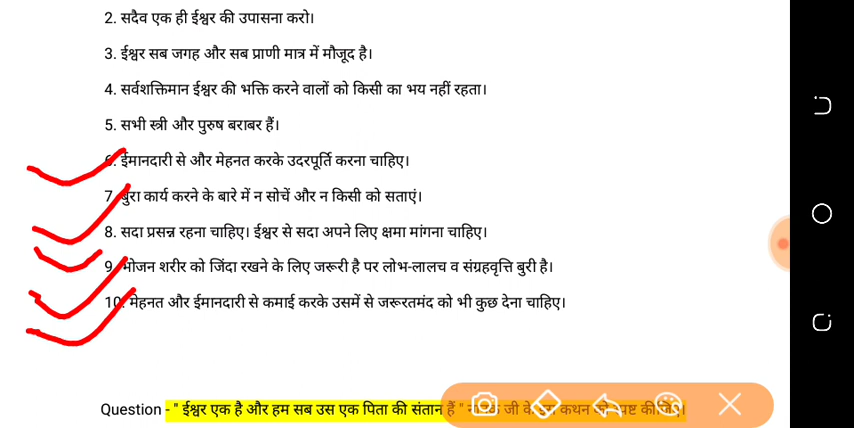 2. सदैव एक ही ईश्वर की उपासना करो।
3. ईश्वर सब जगह और सब प्राणी मात्र में मौजूद है।
4. सर्वशक्तिमान ईश्वर की भक्ति करने वालों को किसी का भय नहीं रहता।
5. सभी स्त्री और पुरुष बराबर हैं।
6. ईमानदारी से और मेहनत करके उदरपूर्ति करना चाहिए।
7. बुरा कार्य करने के बारे में न सोचें और न किसी को सताएं।
8. सदा प्रसन्न रहना चाहिए। ईश्वर से सदा अपने लिए क्षमा मांगना चाहिए।
9. भोजन शरीर को जिंदा रखने के लिए जरूरी है पर लोभ-लालच व संग्रहवृत्ति बुरी है।
10. मेहनत और ईमानदारी से कमाई करके उसमें से जरूरतमंद को भी कुछ देना चाहिए।
Question - " ईश्वर एक है और हम सब उस एक पिता की संतान हैं " जी के कथन